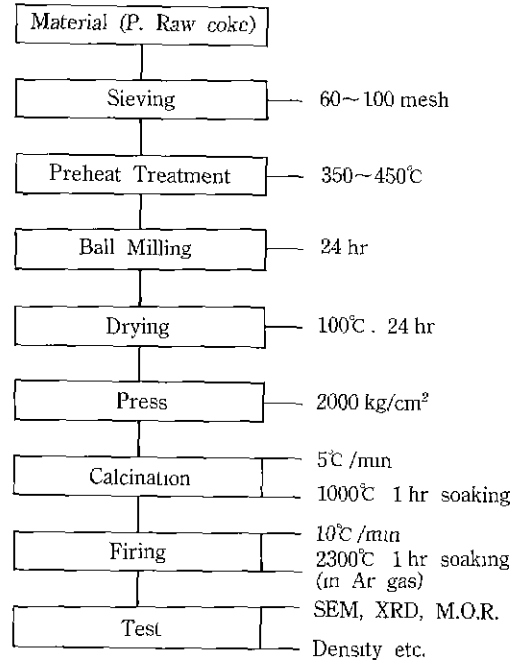 Material (P. Raw coke)
Sieving
60~100 mesh
Preheat Treatment
350~450℃
Ball Milling
24 hr
Drying
100℃. 24 hr
Press
2000 kg/cm²
Calcination
5℃/min
1000℃ 1 hr soaking
Firing
10℃/min
2300℃ 1 hr soaking
(in Ar gas)
Test
SEM, XRD, M.O.R.
Density etc.